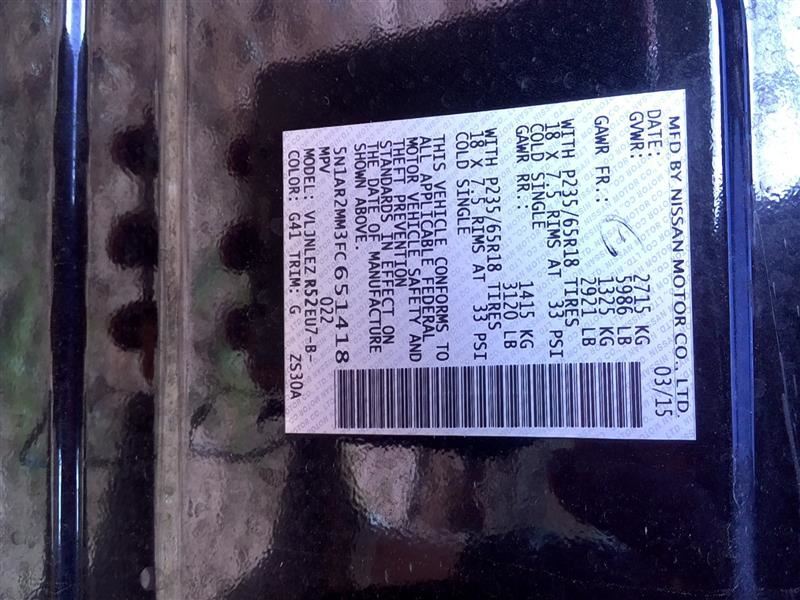 MFD BY NISSAN MOTOR CO., LTD.
DATE: 03/15
GVWR: 2715 KG
5986 LB
GAWR FR.: 1325 KG
2921 LB
WITH P235/65R18 TIRES
18 X 7.5 RIMS AT 33 PSI
COLD SINGLE
GAWR RR.: 1415 KG
3120 LB
WITH P235/65R18 TIRES
18 X 7.5 RIMS AT 33 PSI
COLD SINGLE
THIS VEHICLE CONFORMS TO
ALL APPLICABLE FEDERAL
MOTOR VEHICLE SAFETY AND
THEFT PREVENTION
STANDARDS IN EFFECT ON
THE DATE OF MANUFACTURE
SHOWN ABOVE.
5N1AR2MM3FC651418
MPV 022
MODEL: VLJNLEZ R52EU7-B-
COLOR: G41 TRIM: G ZS30A